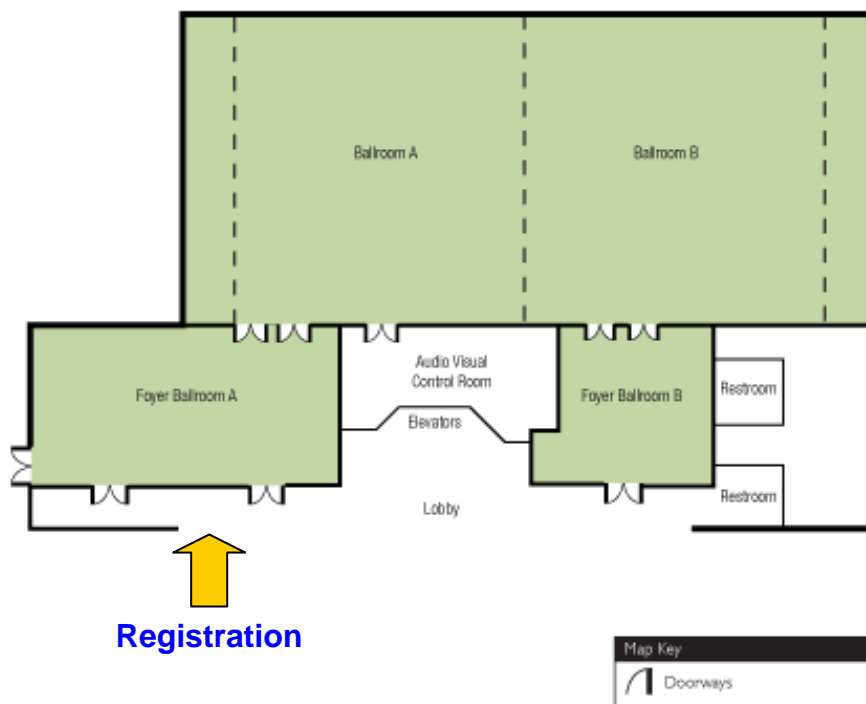 Ballroom A
Ballroom B
Audio Visual
Control Room
Foyer Ballroom A
Elevators
Foyer Ballroom B
Restroom
Lobby
Restroom
Registration
Map Key
Doorways